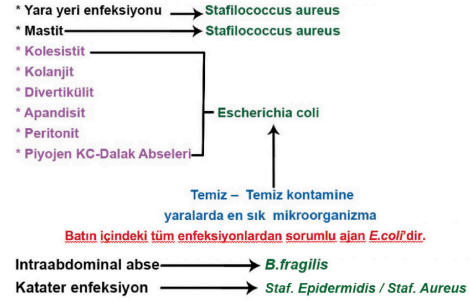 * Yara yeri enfeksiyonu Stafilococcus aureus
* Mastit Stafilococcus aureus
* Kolesistit
* Kolanjit
* Divertikülit
* Apandisit
* Peritonit
* Piyojen KC-Dalak Abseleri
Escherichia coli
Temiz – Temiz kontamine
yaralarda en sık mikroorganizma
Batın içindeki tüm enfeksiyonlardan sorumlu ajan E.coli'dir.
Intraabdominal abse B.fragilis
Katater enfeksiyon Staf. Epidermidis / Staf. Aureus